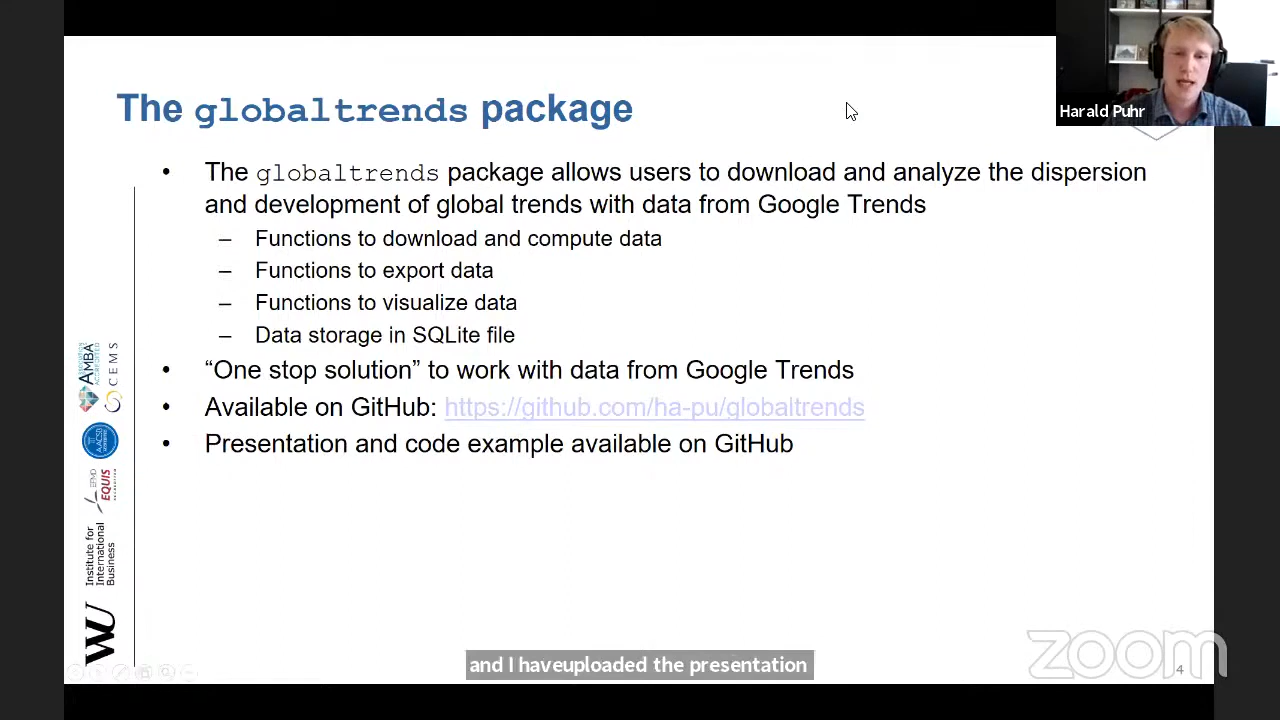 Harald Puhr
The globaltrends package
• The globaltrends package allows users to download and analyze the dispersion
and development of global trends with data from Google Trends
– Functions to download and compute data
– Functions to export data
– Functions to visualize data
– Data storage in SQLite file
• “One stop solution” to work with data from Google Trends
• Available on GitHub: https://github.com/ha-pu/globaltrends
• Presentation and code example available on GitHub
AMBA
CEMS
AACSB
EFMD
EQUIS
Institute for
International
Business
WU
and I haveuploaded the presentation
zoom
4